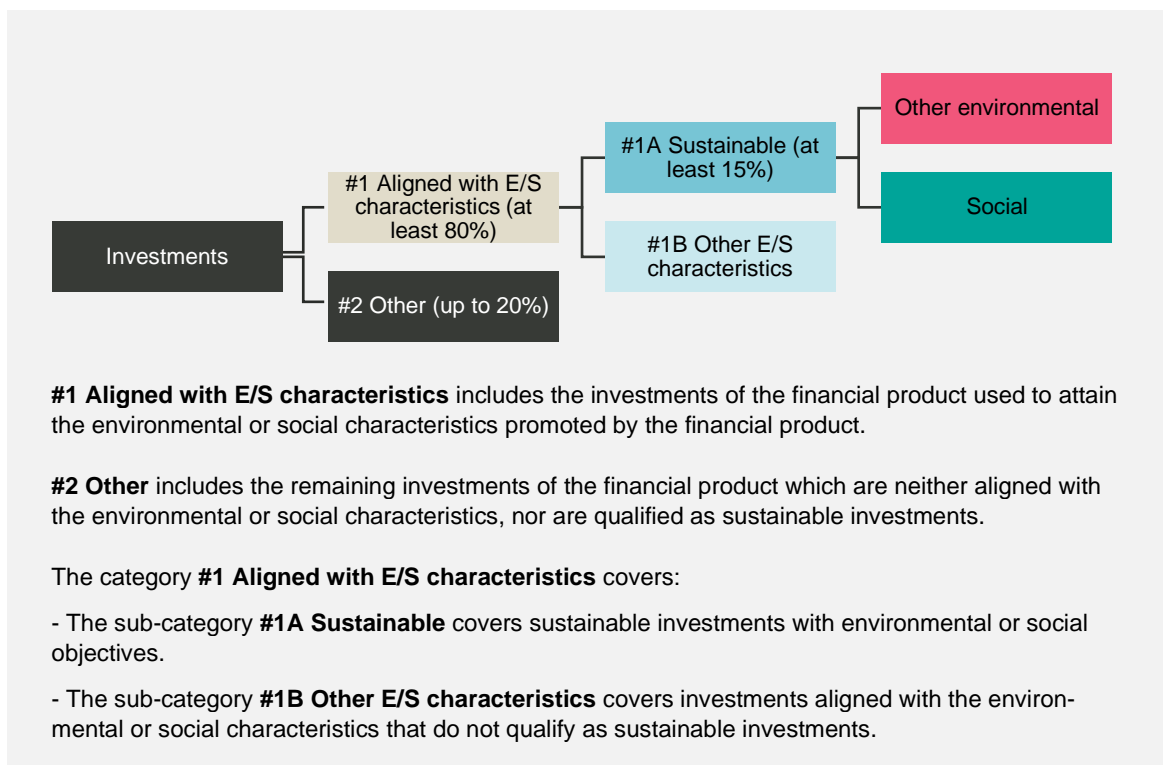 Other environmental
#1A Sustainable (at
least 15%)
#1 Aligned with E/S
characteristics (at
least 80%)
Social
Investments
#1B Other E/S
characteristics
#2 Other (up to 20%)
#1 Aligned with E/S characteristics includes the investments of the financial product used to attain
the environmental or social characteristics promoted by the financial product.
#2 Other includes the remaining investments of the financial product which are neither aligned with
the environmental or social characteristics, nor are qualified as sustainable investments.
The category #1 Aligned with E/S characteristics covers:
- The sub-category #1A Sustainable covers sustainable investments with environmental or social
objectives.
- The sub-category #1B Other E/S characteristics covers investments aligned with the environ-
mental or social characteristics that do not qualify as sustainable investments.